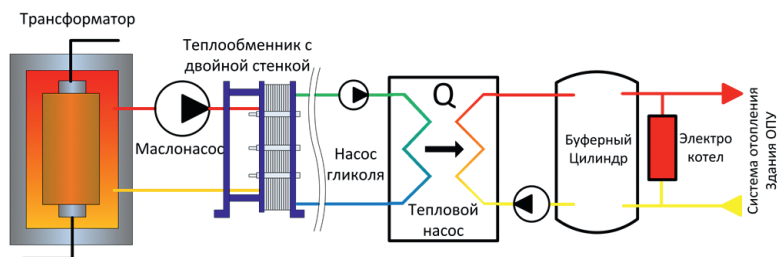 Трансформатор
Теплообменник с
двойной стенкой
Маслонасос
Насос
гликоля
Q
Тепловой
насос
Буферный
Цилиндр
Электро
котел
Система отопления
Здания ОПУ